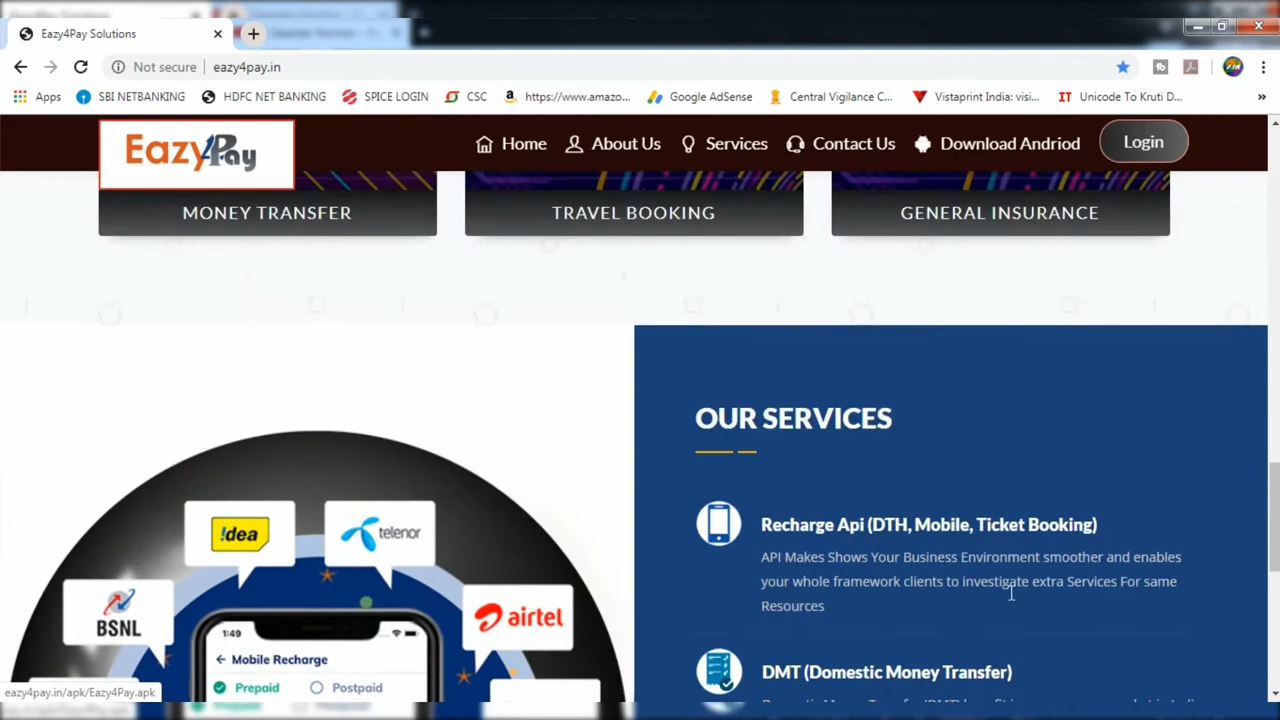 Eazy4Pay Solutions
Not secure eazy4pay.in
Apps SBI NETBANKING HDFC NET BANKING SPICE LOGIN CSC https://www.amazo... Google AdSense Central Vigilance C... Vistaprint India: visi... IT Unicode To Kruti D... »
Eazy4Pay Home About Us Services Contact Us Download Andriod Login
MONEY TRANSFER TRAVEL BOOKING GENERAL INSURANCE
OUR SERVICES
Recharge Api (DTH, Mobile, Ticket Booking)
API Makes Shows Your Business Environment smoother and enables
your whole framework clients to investigate extra Services For same
Resources
DMT (Domestic Money Transfer)
!dea telenor
BSNL airtel
1:49
Mobile Recharge
Prepaid Postpaid
eazy4pay.in/apk/Eazy4Pay.apk